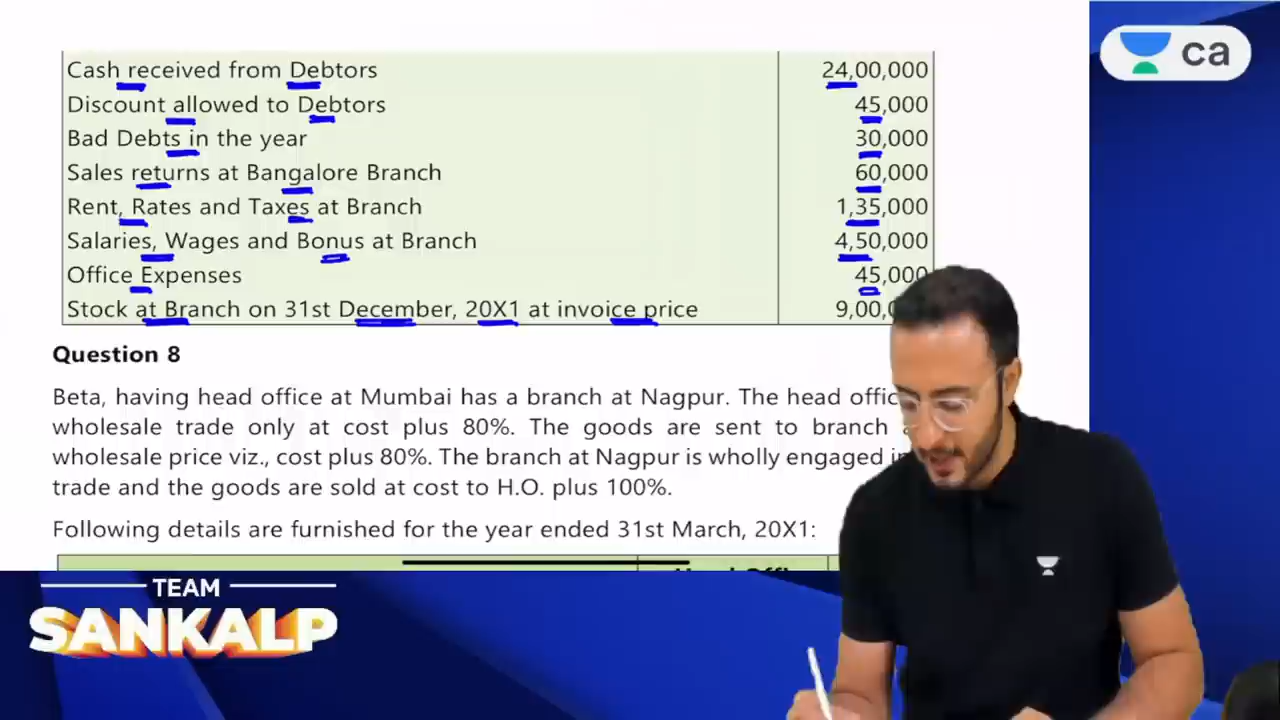 ca
Cash received from Debtors 24,00,000
Discount allowed to Debtors 45,000
Bad Debts in the year 30,000
Sales returns at Bangalore Branch 60,000
Rent, Rates and Taxes at Branch 1,35,000
Salaries, Wages and Bonus at Branch 4,50,000
Office Expenses 45,000
Stock at Branch on 31st December, 20X1 at invoice price 9,00,
Question 8
Beta, having head office at Mumbai has a branch at Nagpur. The head
wholesale trade only at cost plus 80%. The goods are sent to branch
wholesale price viz., cost plus 80%. The branch at Nagpur is wholly engaged
trade and the goods are sold at cost to H.O. plus 100%.
Following details are furnished for the year ended 31st March, 20X1:
TEAM
SANKALP